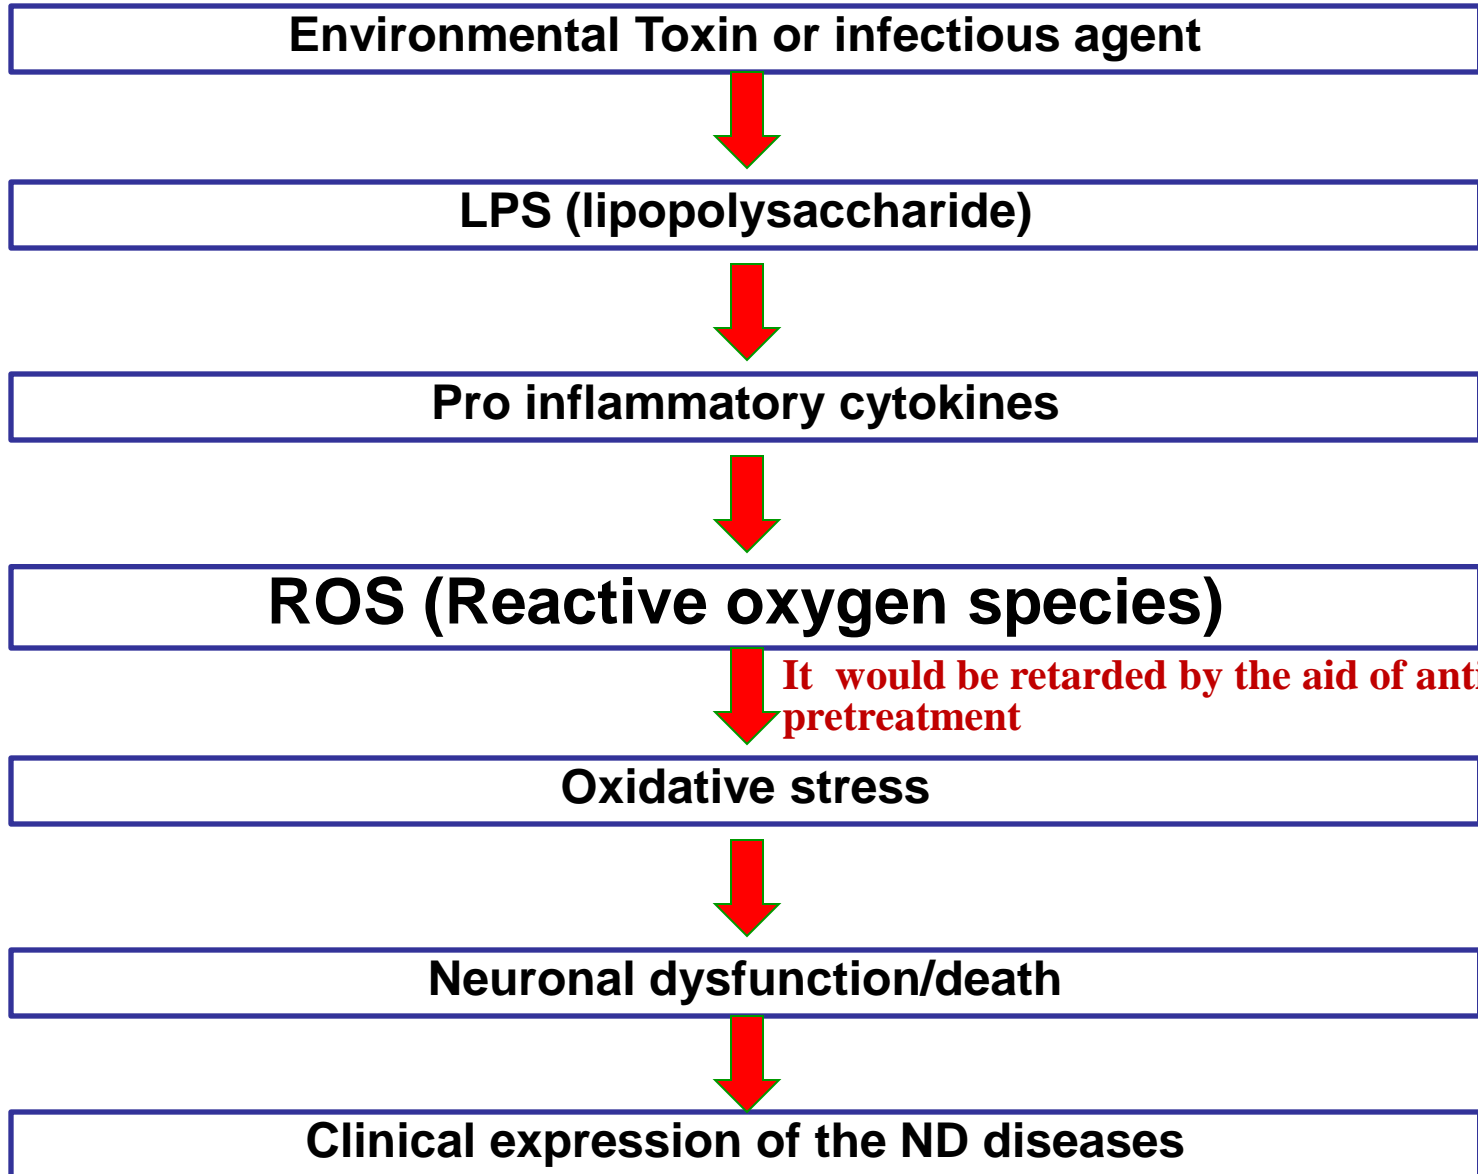 Environmental Toxin or infectious agent
LPS (lipopolysaccharide)
Pro inflammatory cytokines
ROS (Reactive oxygen species)
It would be retarded by the aid of anti
pretreatment
Oxidative stress
Neuronal dysfunction/death
Clinical expression of the ND diseases